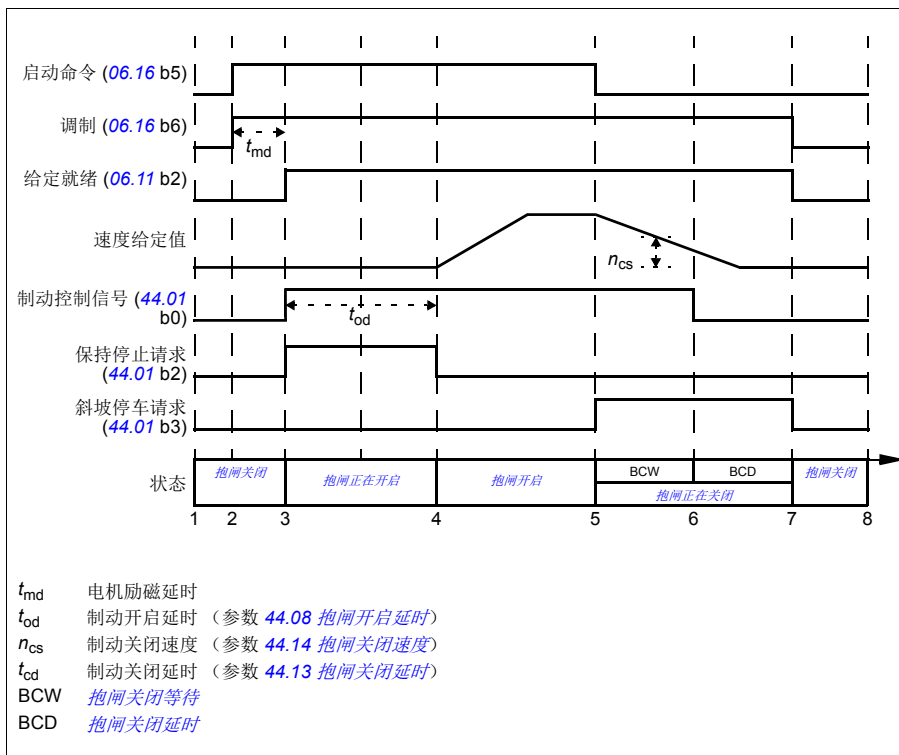 启动命令 (06.16 b5)
调制 (06.16 b6)
t_md
给定就绪 (06.11 b2)
速度给定值
n_cs
制动控制信号 (44.01
b0)
t_od
保持停止请求
(44.01 b2)
斜坡停车请求
(44.01 b3)
状态
抱闸关闭
抱闸正在开启
抱闸开启
BCW
BCD
抱闸正在关闭
抱闸关闭
1 2 3 4 5 6 7 8
t_md 电机励磁延时
t_od 制动开启延时（参数 44.08 抱闸开启延时）
n_cs 制动关闭速度（参数 44.14 抱闸关闭速度）
t_cd 制动关闭延时（参数 44.13 抱闸关闭延时）
BCW 抱闸关闭等待
BCD 抱闸关闭延时